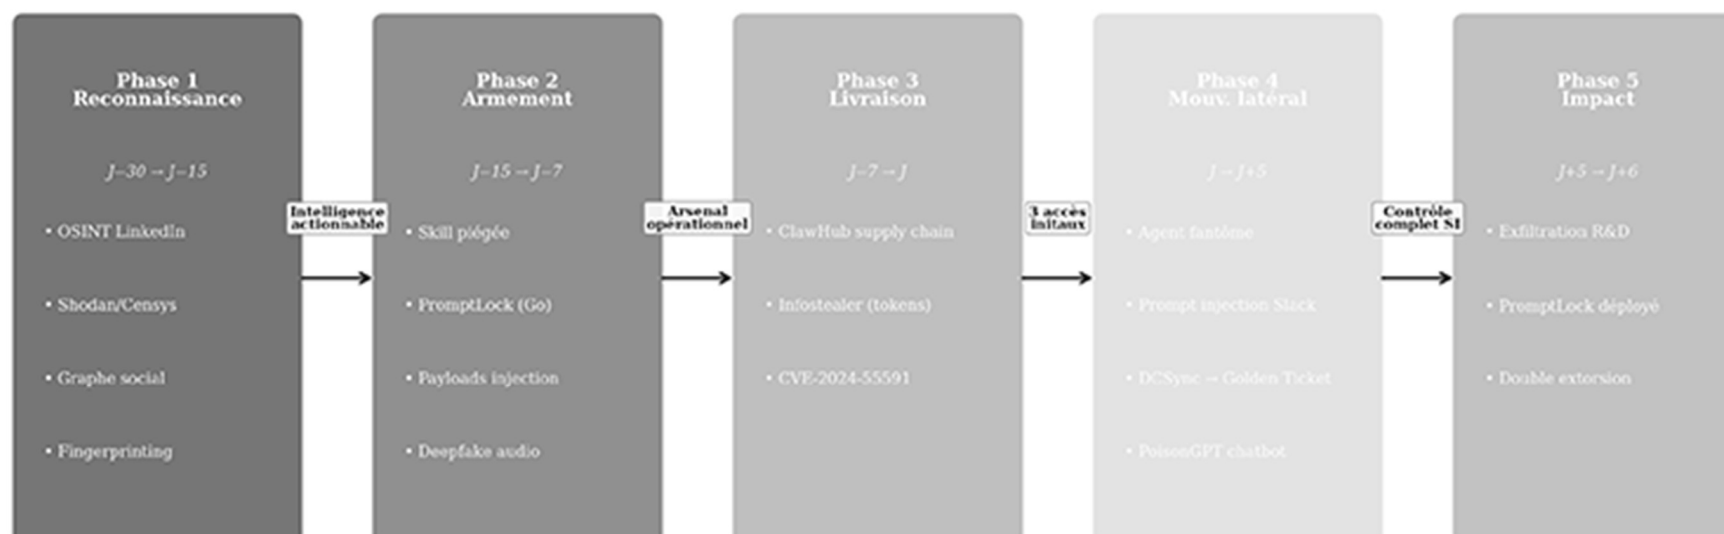 Phase 1
Reconnaissance
J−30 → J−15
• OSINT LinkedIn
• Shodan/Censys
• Graphe social
• Fingerprinting
Intelligence
actionnable
Phase 2
Armement
J−15 → J−7
• Skill piégée
• PromptLock (Go)
• Payloads injection
• Deepfake audio
Arsenal
opérationnel
Phase 3
Livraison
J−7 → J
• ClawHub supply chain
• Infostealer (tokens)
• CVE-2024-55591
3 accès
initaux
Phase 4
Mouv. latéral
J → J+5
• Agent fantôme
• Prompt injection Slack
• DCSync → Golden Ticket
• PoisonGPT chatbot
Contrôle
complet SI
Phase 5
Impact
J+5 → J+6
• Exfiltration R&D
• PromptLock déployé
• Double extorsion